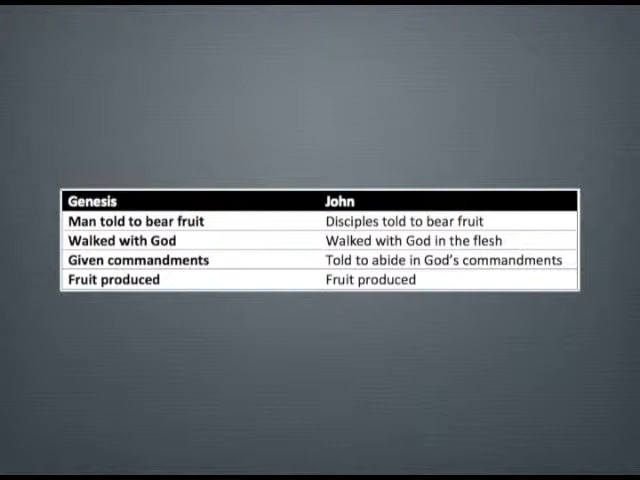 Genesis John
Man told to bear fruit Disciples told to bear fruit
Walked with God Walked with God in the flesh
Given commandments Told to abide in God's commandments
Fruit produced Fruit produced